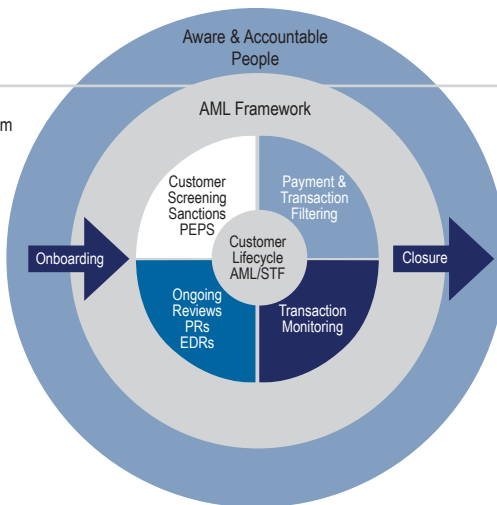 Aware & Accountable
People
m
AML Framework
Customer
Screening
Sanctions
PEPS
Payment &
Transaction
Filtering
Onboarding
Customer
Lifecycle
AML/STF
Closure
Ongoing
Reviews
PRs
EDRs
Transaction
Monitoring